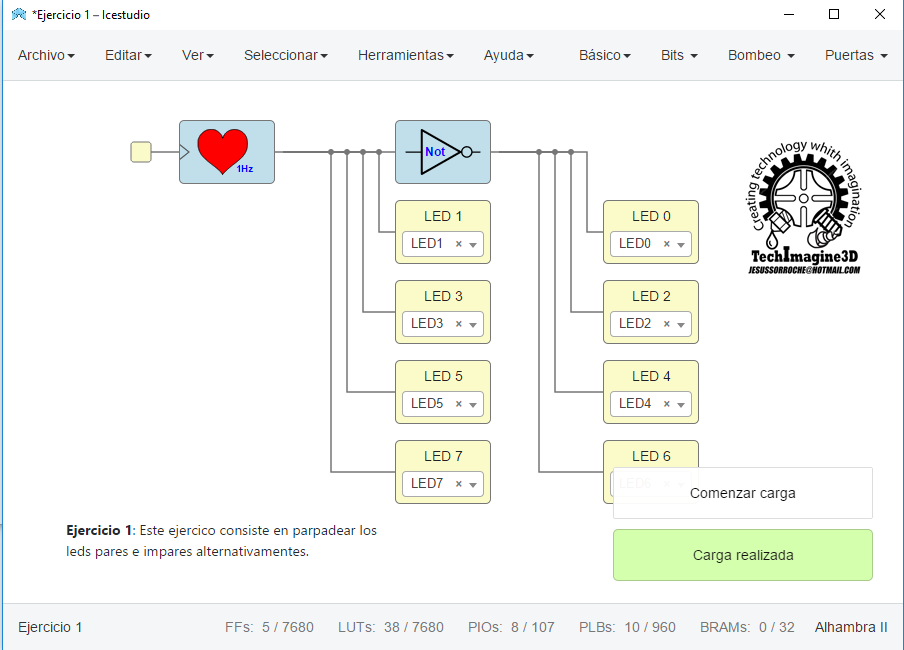 *Ejercicio 1 – Icestudio
Archivo Editar Ver Seleccionar Herramientas Ayuda Básico Bits Bombeo Puertas
1Hz
Not
LED 1
LED1 ×
LED 0
LED0 ×
LED 3
LED3 ×
LED 2
LED2 ×
LED 5
LED5 ×
LED 4
LED4 ×
LED 7
LED7 ×
LED 6
LED6 ×
Creating technology whith imagination
TechImagine3D
JESUSSORROCHE@HOTMAIL.COM
Comenzar carga
Ejercicio 1: Este ejercico consiste en parpadear los
leds pares e impares alternativamentes.
Carga realizada
Ejercicio 1 FFs: 5 / 7680 LUTs: 38 / 7680 PIOs: 8 / 107 PLBs: 10 / 960 BRAMs: 0 / 32 Alhambra II